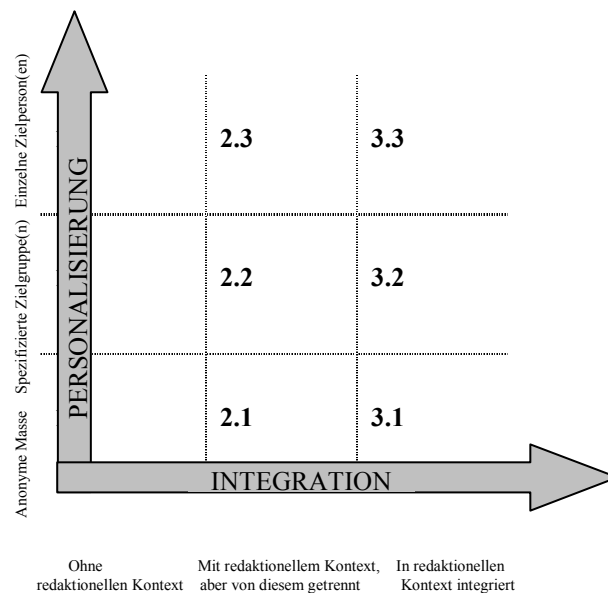 Einzelne Zielperson(en)
Spezifizierte Zielgruppe(n)
Anonyme Masse
PERSONALISIERUNG
2.3 3.3
2.2 3.2
2.1 3.1
INTEGRATION
Ohne
redaktionellen Kontext
Mit redaktionellem Kontext,
aber von diesem getrennt
In redaktionellen
Kontext integriert